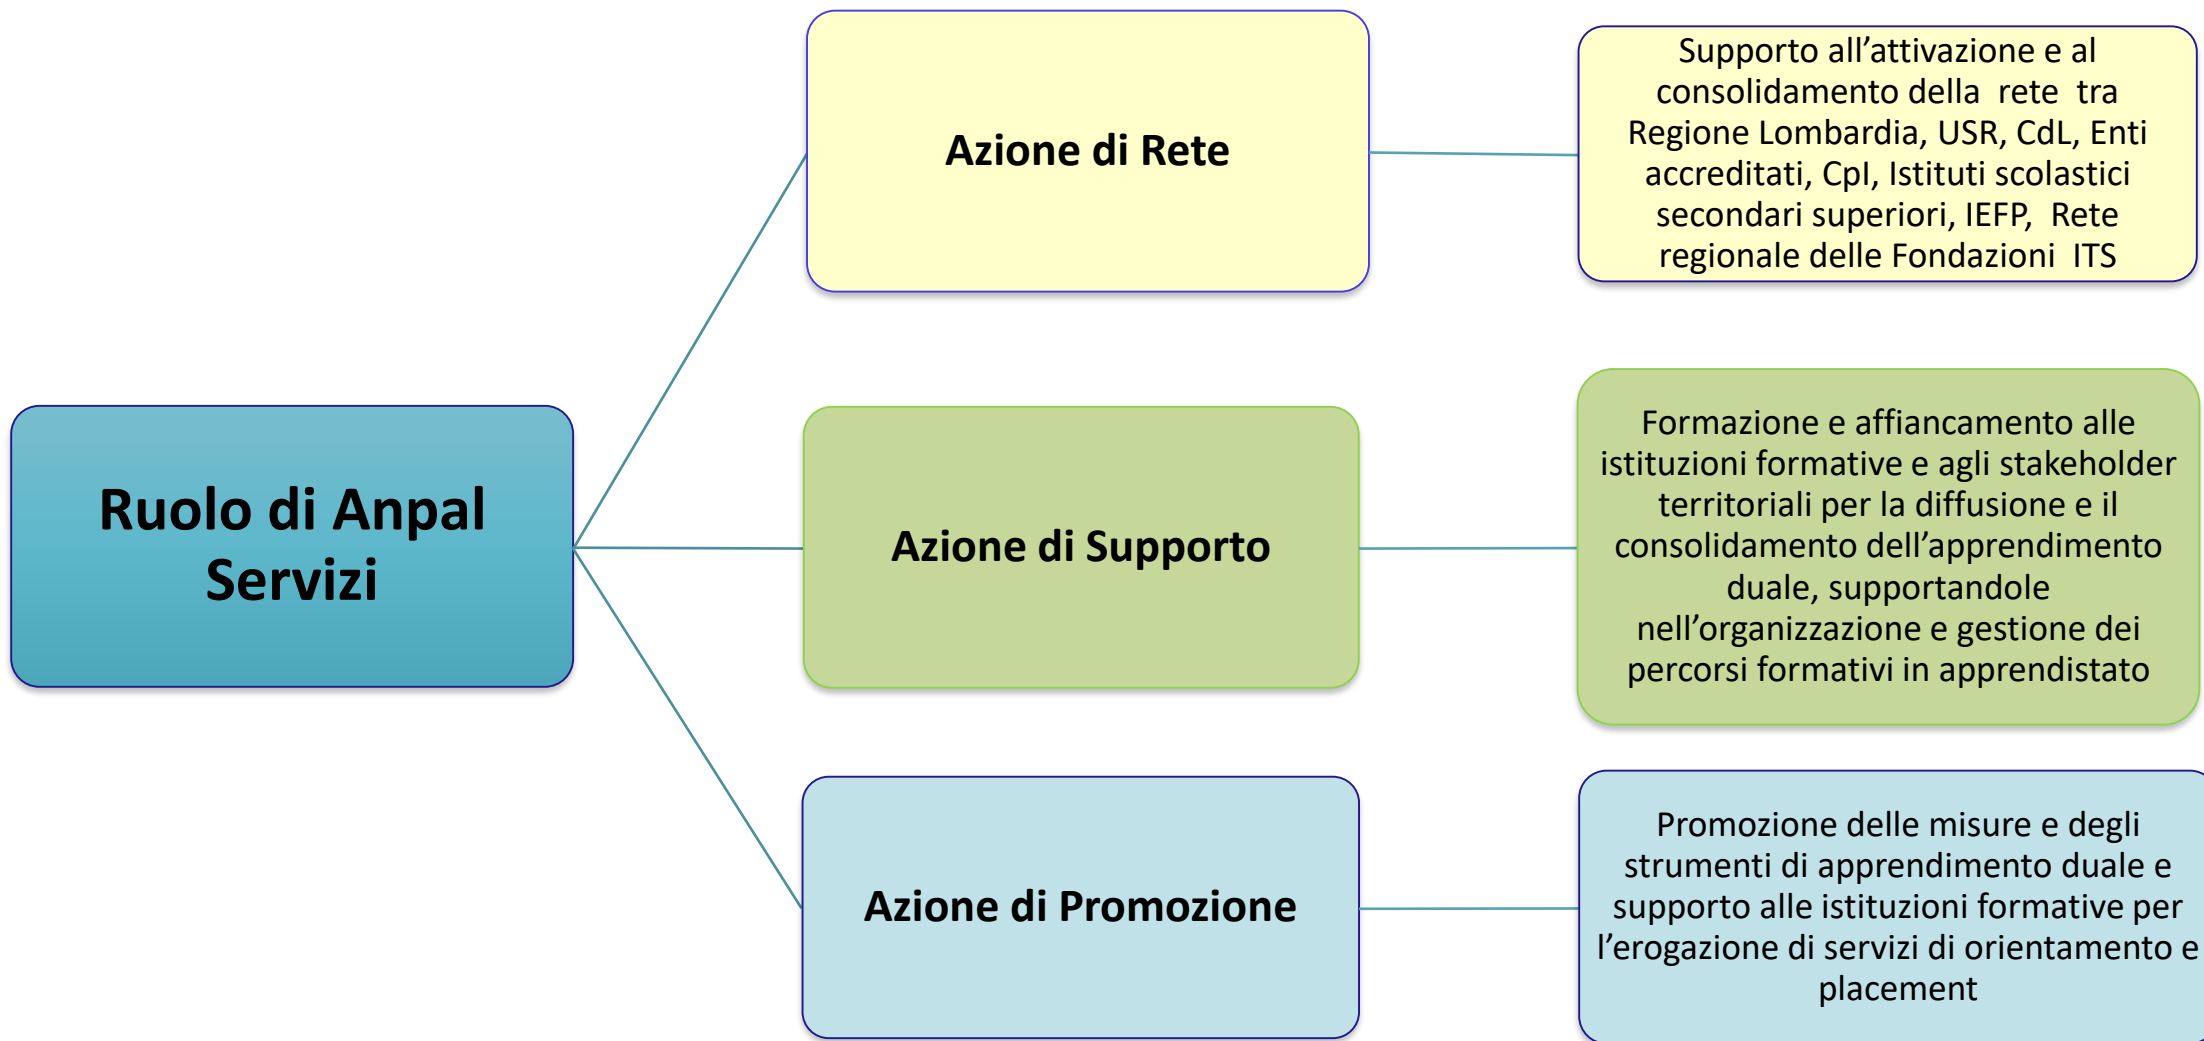 Ruolo di Anpal
Servizi
Azione di Rete
Supporto all’attivazione e al
consolidamento della rete tra
Regione Lombardia, USR, CdL, Enti
accreditati, CpI, Istituti scolastici
secondari superiori, IEFP, Rete
regionale delle Fondazioni ITS
Azione di Supporto
Formazione e affiancamento alle
istituzioni formative e agli stakeholder
territoriali per la diffusione e il
consolidamento dell’apprendimento
duale, supportandole
nell’organizzazione e gestione dei
percorsi formativi in apprendistato
Azione di Promozione
Promozione delle misure e degli
strumenti di apprendimento duale e
supporto alle istituzioni formative per
l’erogazione di servizi di orientamento e
placement